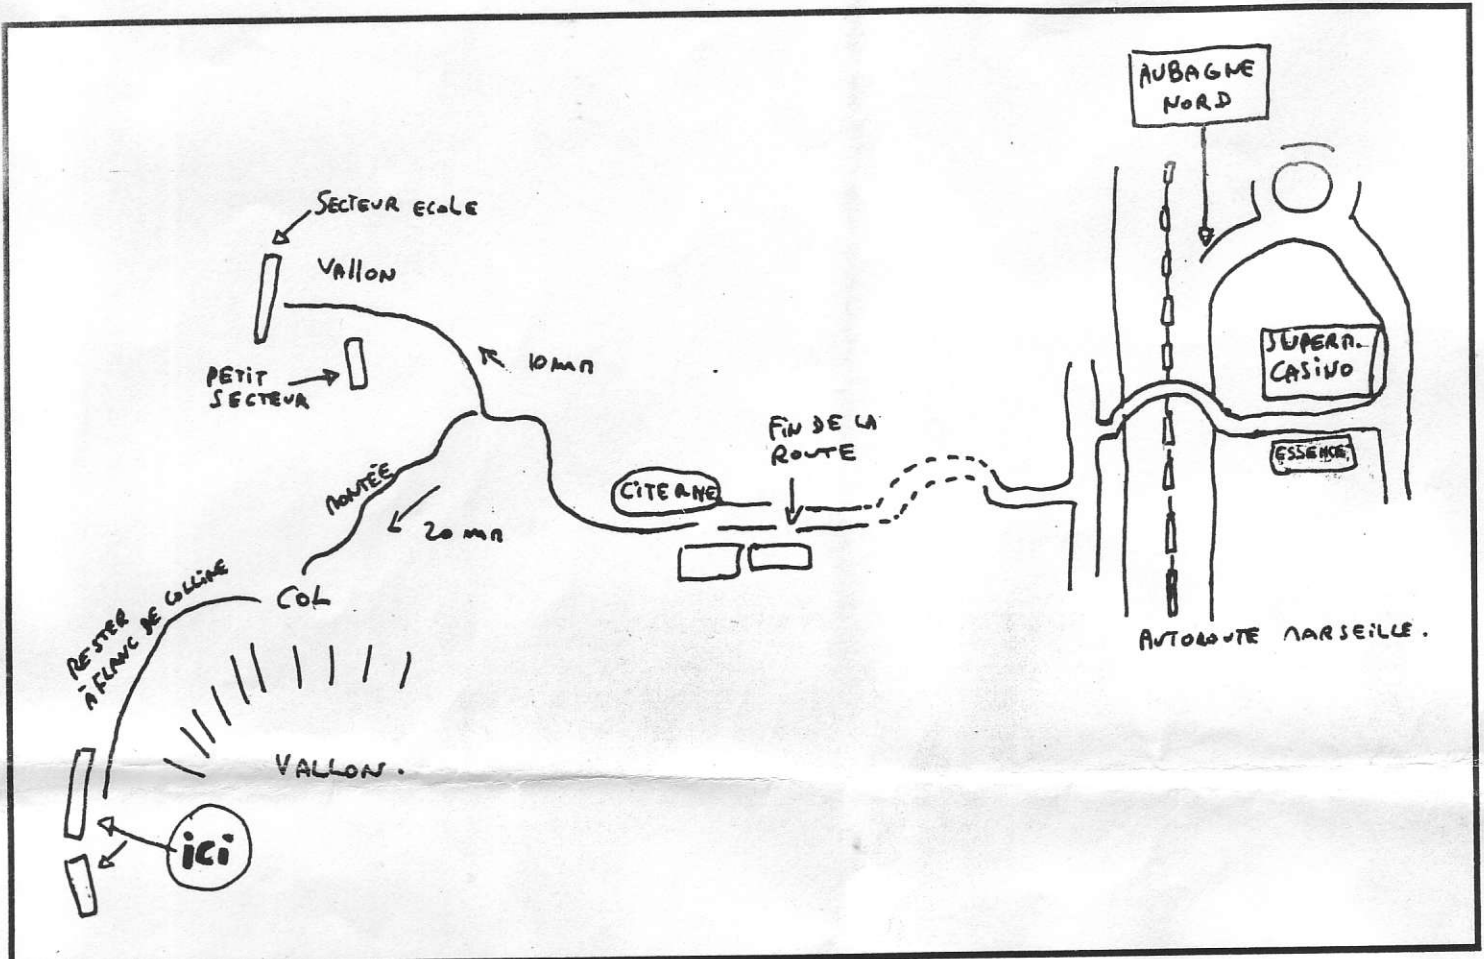 AUBAGNE
NORD
SECTEUR ECOLE
VALLON
10 mn
PETIT
SECTEUR
SUPERM.
CASINO
FIN DE LA
ROUTE
ESSENCE
CITERNE
MONTÉE
20 mn
COL
RESTER
À FLANC DE COLLINE
AUTOROUTE MARSEILLE.
VALLON.
ici